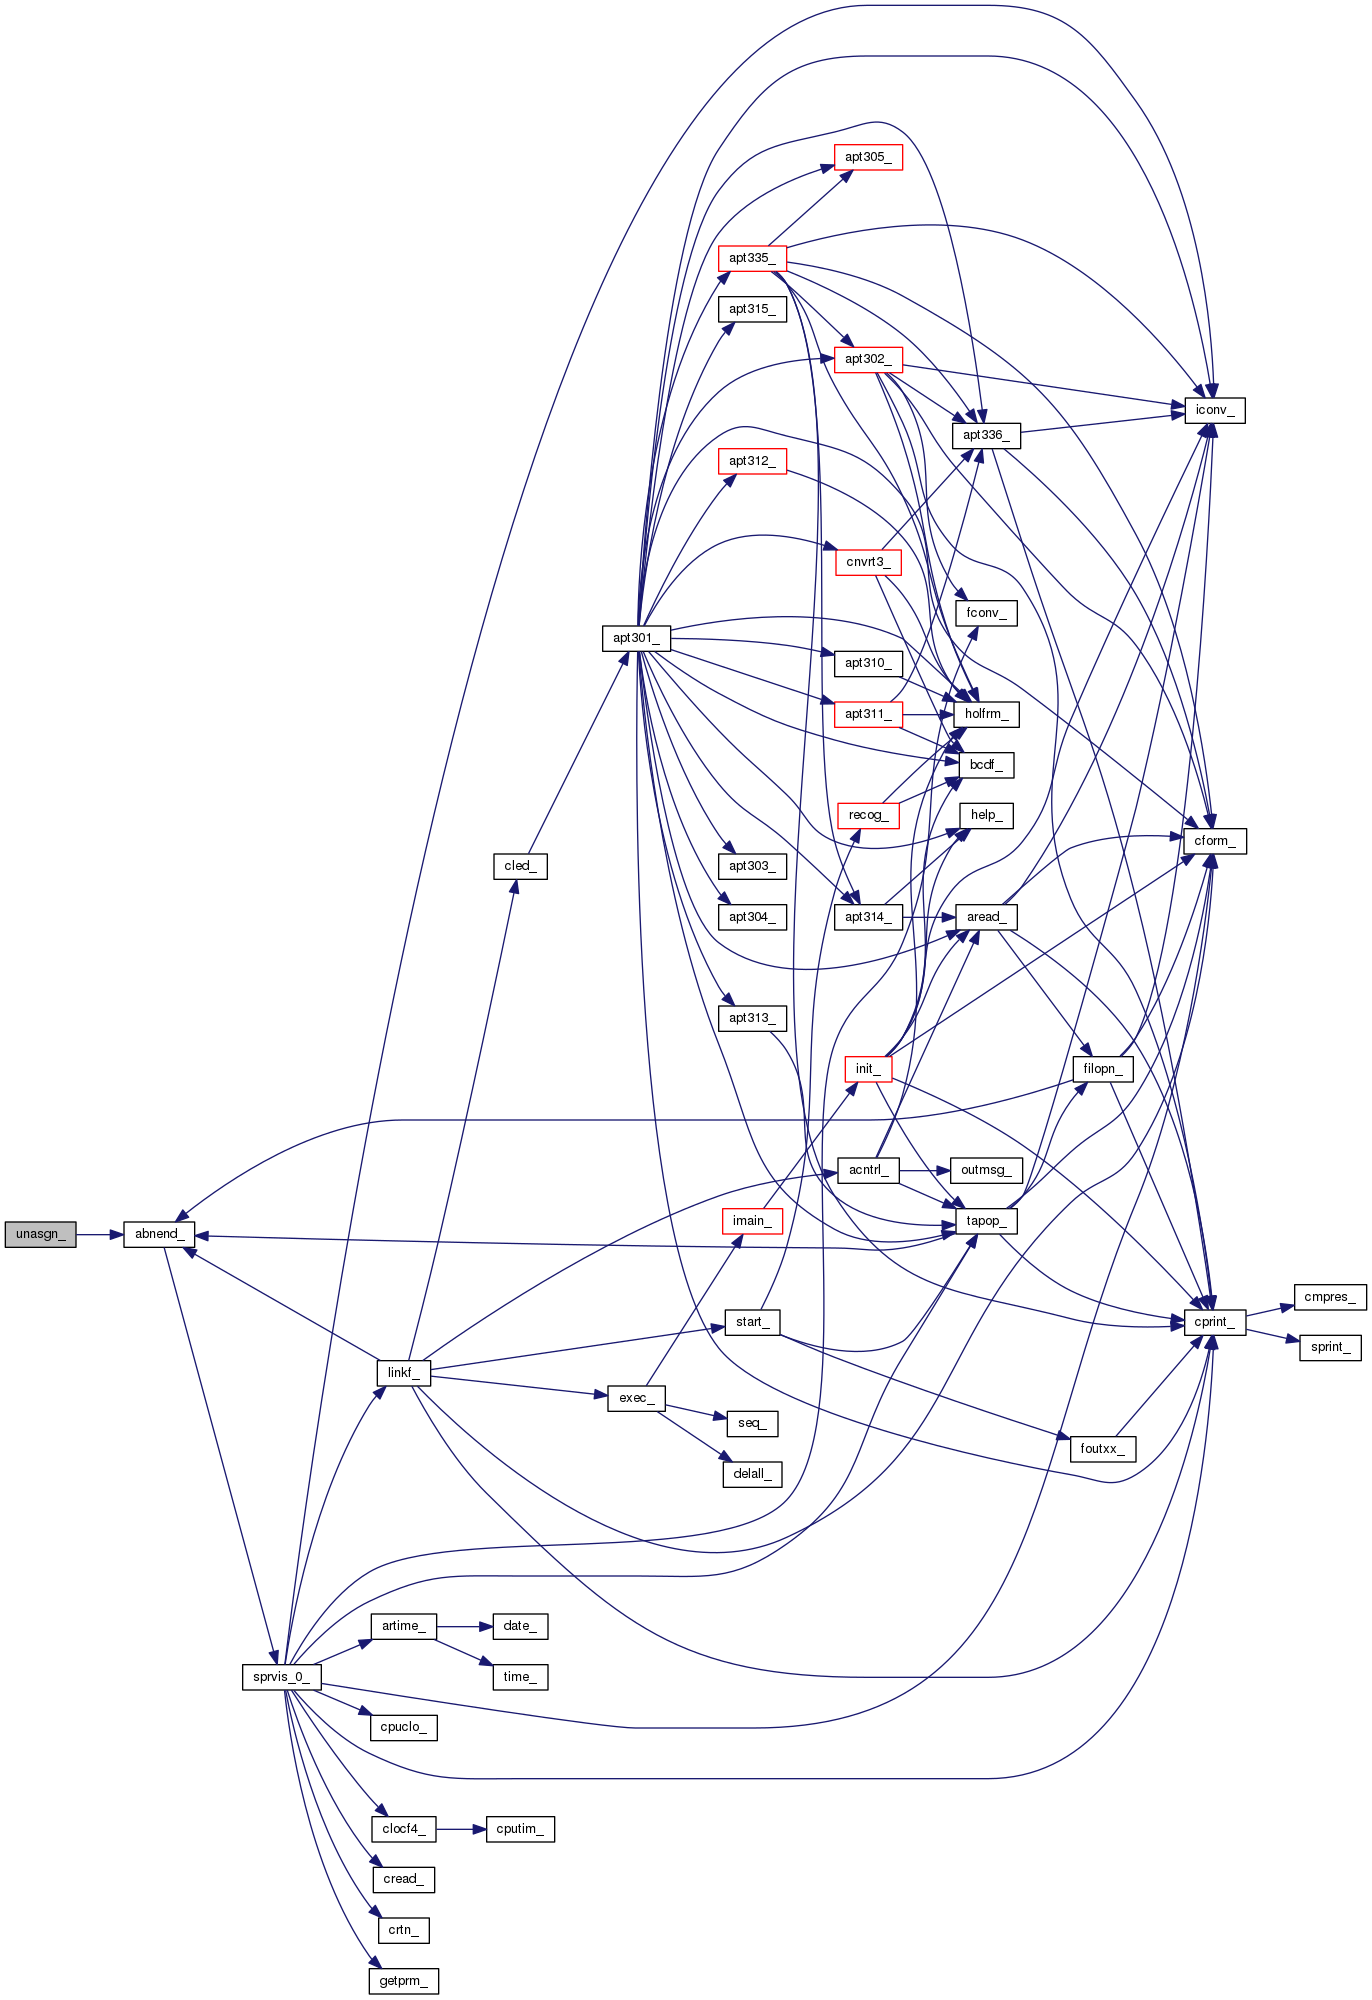 apt305_
apt335_
apt315_
apt302_
iconv_
apt336_
apt312_
cnvrt3_
fconv_
apt301_
apt310_
apt311_
holfrm_
bcdf_
recog_
help_
cform_
cled_
apt303_
apt304_
apt314_
aread_
apt313_
init_
filopn_
acntrl_
outmsg_
unasgn_
abnend_
imain_
tapop_
cmpres_
start_
cprint_
sprint_
linkf_
exec_
seq_
foutxx_
delall_
artime_
date_
sprvis_0_
time_
cpuclo_
clocf4_
cputim_
cread_
crtn_
getprm_